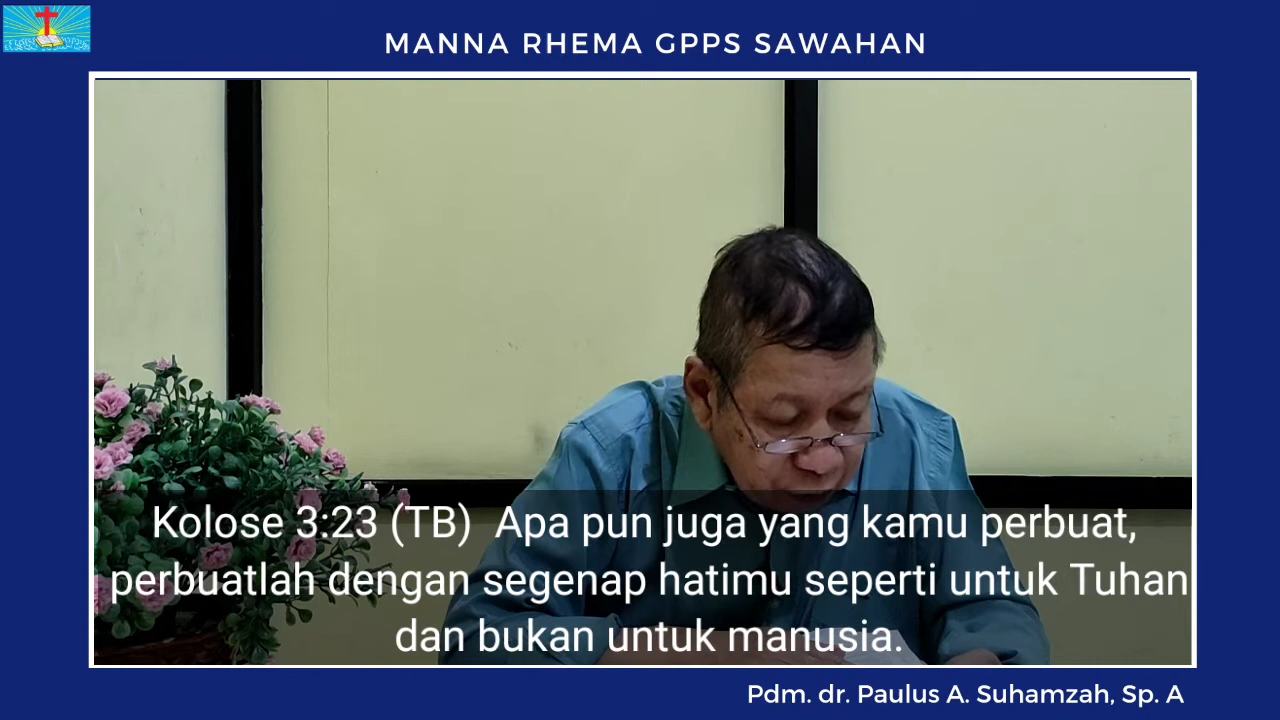 MANNA RHEMA GPPS SAWAHAN
Kolose 3:23 (TB)  Apa pun juga yang kamu perbuat,
perbuatlah dengan segenap hatimu seperti untuk Tuhan
dan bukan untuk manusia.
Pdm. dr. Paulus A. Suhamzah, Sp. A